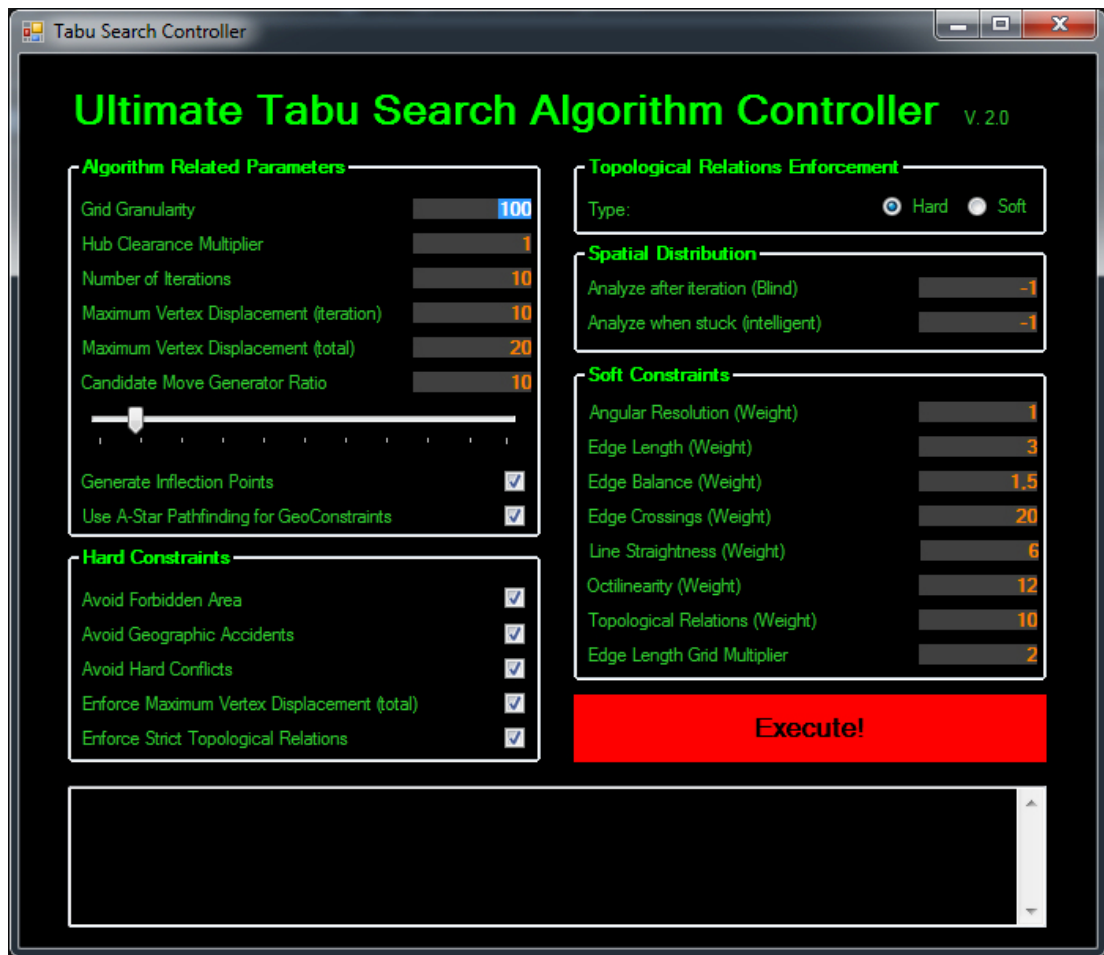 Tabu Search Controller
Ultimate Tabu Search Algorithm Controller V. 2.0
Algorithm Related Parameters
Grid Granularity 100
Hub Clearance Multiplier 1
Number of Iterations 10
Maximum Vertex Displacement (iteration) 10
Maximum Vertex Displacement (total) 20
Candidate Move Generator Ratio 10
Generate Inflection Points
Use A-Star Pathfinding for GeoConstraints
Hard Constraints
Avoid Forbidden Area
Avoid Geographic Accidents
Avoid Hard Conflicts
Enforce Maximum Vertex Displacement (total)
Enforce Strict Topological Relations
Topological Relations Enforcement
Type: Hard Soft
Spatial Distribution
Analyze after iteration (Blind) -1
Analyze when stuck (intelligent) -1
Soft Constraints
Angular Resolution (Weight) 1
Edge Length (Weight) 3
Edge Balance (Weight) 1,5
Edge Crossings (Weight) 20
Line Straightness (Weight) 6
Octilinearity (Weight) 12
Topological Relations (Weight) 10
Edge Length Grid Multiplier 2
Execute!